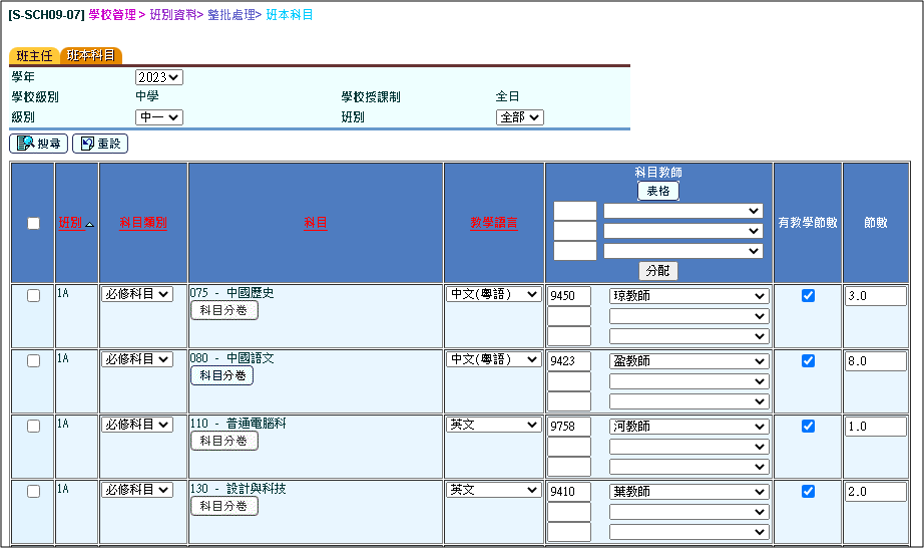 [S-SCH09-07] 學校管理 > 班別資料> 整批處理> 班本科目
班主任 班本科目
學年 2023
學校級別 中學 學校授課制 全日
級別 中一 班別 全部
搜尋 重設
班別 科目類別 科目 教學語言 科目教師 有教學節數 節數
表格
分配
1A 必修科目 075 - 中國歷史 中文(粵語) 9450 琼教師 3.0
科目分卷
1A 必修科目 080 - 中國語文 中文(粵語) 9423 盈教師 8.0
科目分卷
1A 必修科目 110 - 普通電腦科 英文 9758 河教師 1.0
科目分卷
1A 必修科目 130 - 設計與科技 英文 9410 葉教師 2.0
科目分卷